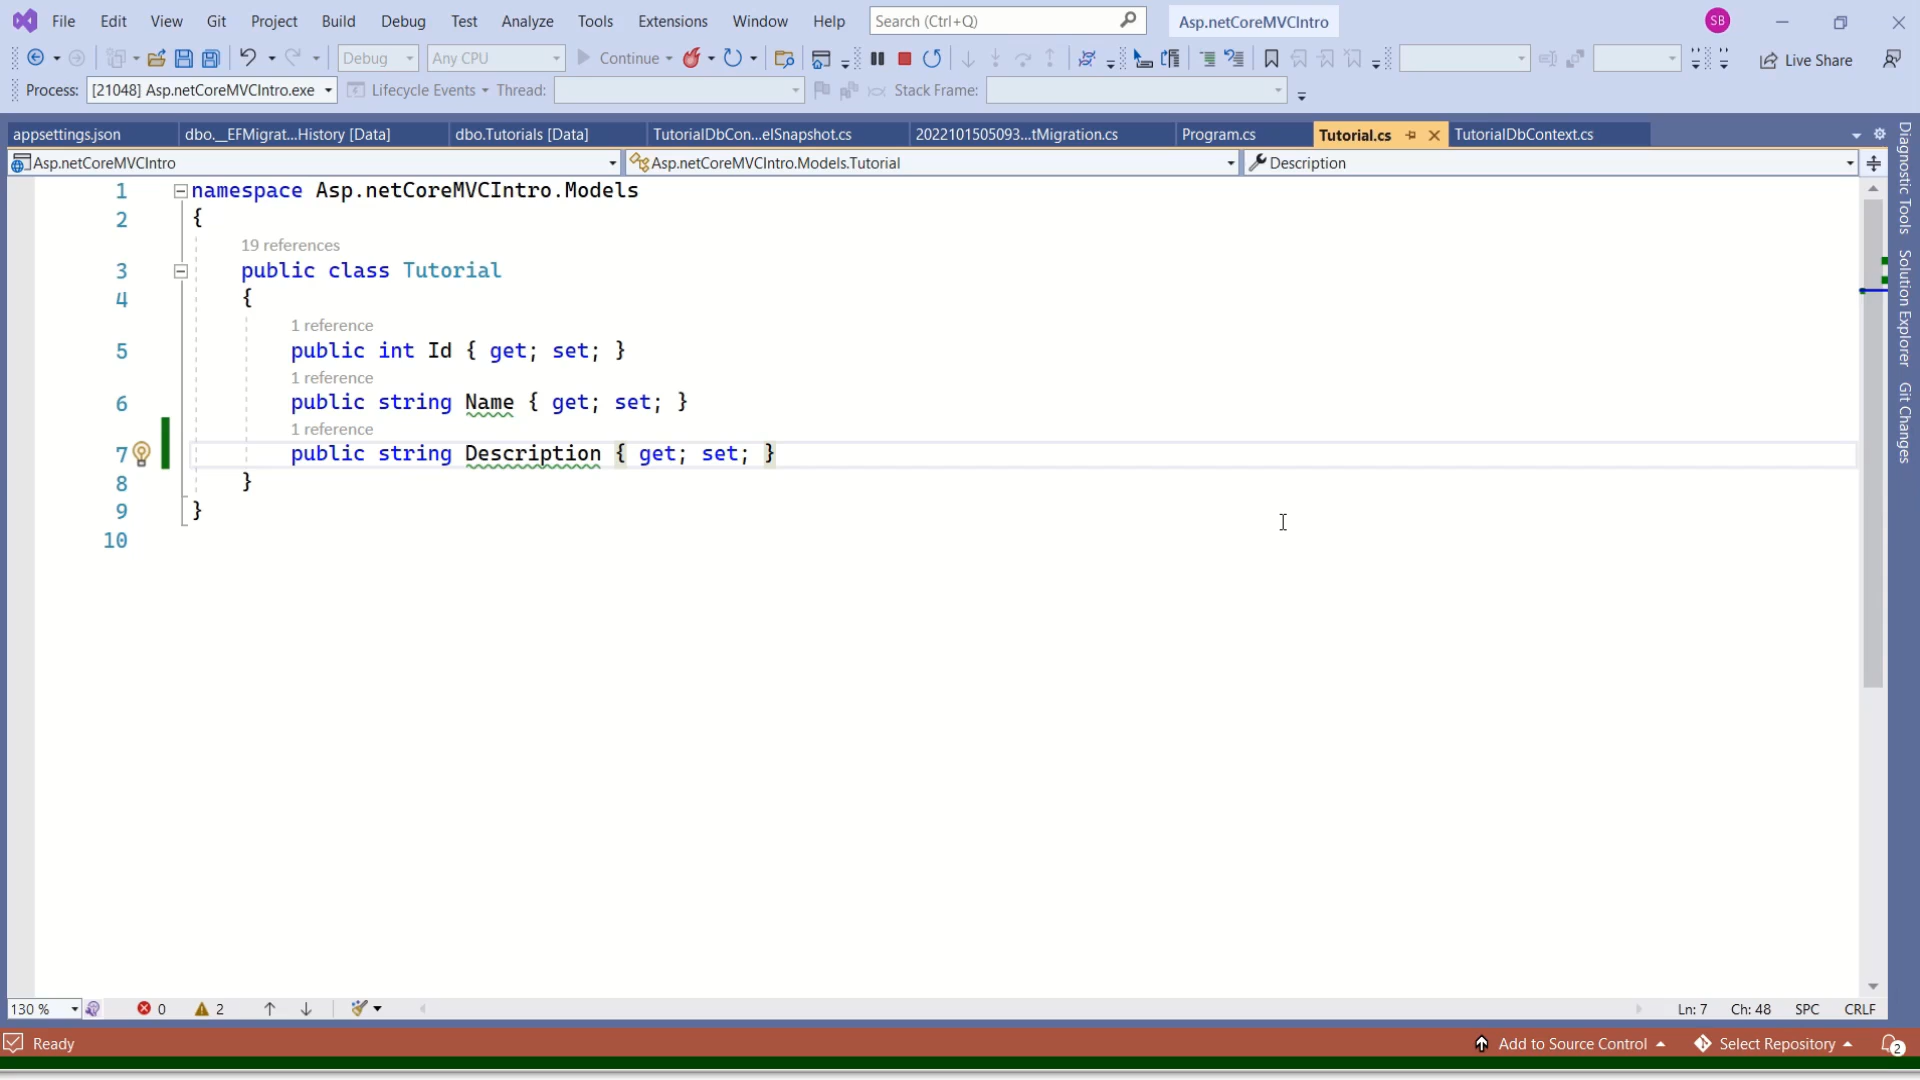 File Edit View Git Project Build Debug Test Analyze Tools Extensions Window Help Search (Ctrl+Q) Asp.netCoreMVCIntro SB
Debug Any CPU Continue Live Share
Process: [21048] Asp.netCoreMVCIntro.exe Lifecycle Events Thread: Stack Frame:
appsettings.json dbo.__EFMigrat...History [Data] dbo.Tutorials [Data] TutorialDbCon...elSnapshot.cs 2022101505093...tMigration.cs Program.cs Tutorial.cs TutorialDbContext.cs
Asp.netCoreMVCIntro Asp.netCoreMVCIntro.Models.Tutorial Description
1 namespace Asp.netCoreMVCIntro.Models
2 {
19 references
3 public class Tutorial
4 {
1 reference
5 public int Id { get; set; }
1 reference
6 public string Name { get; set; }
1 reference
7 public string Description { get; set; }
8 }
9 }
10
Diagnostic Tools
Solution Explorer
Git Changes
130 % 0 2 Ln: 7 Ch: 48 SPC CRLF
Ready Add to Source Control Select Repository 2